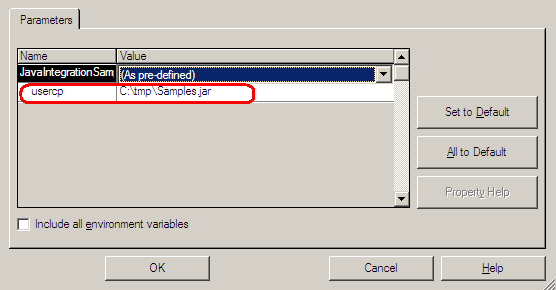 Parameters
Name Value
JavaIntegrationSam (As pre-defined)
usercp C:\tmp\Samples.jar
Set to Default
All to Default
Property Help
Include all environment variables
OK Cancel Help